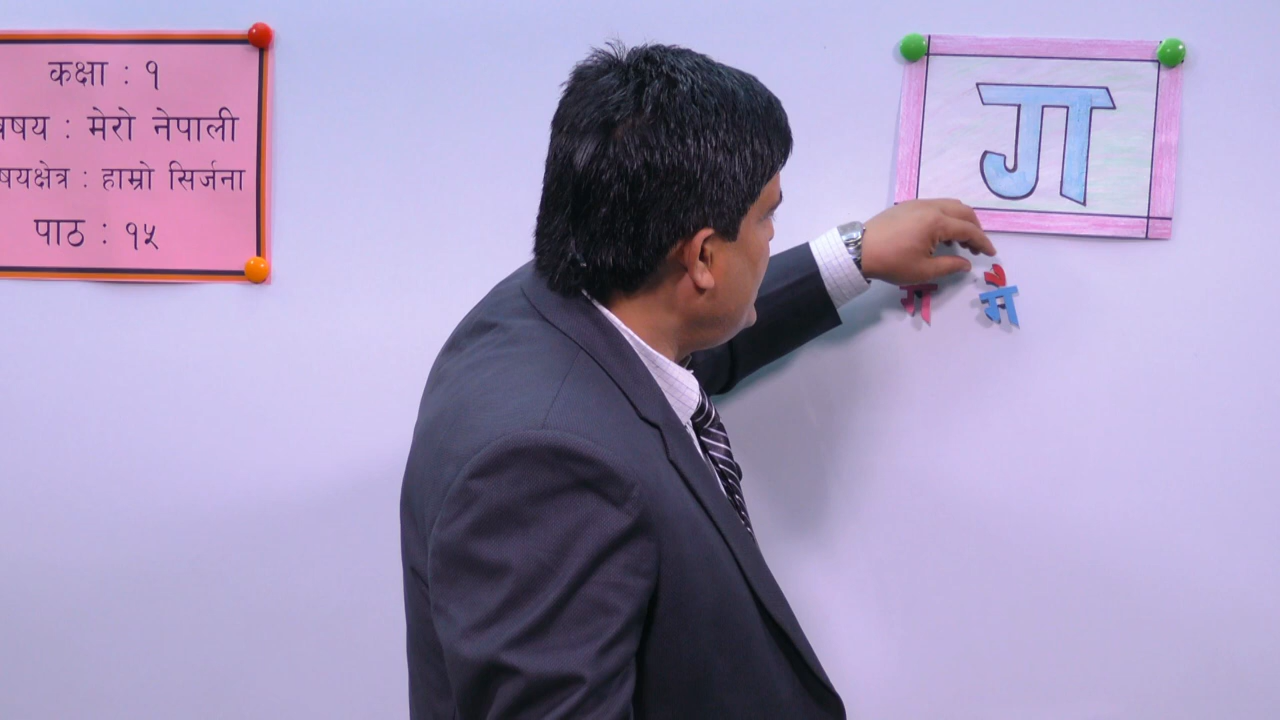 कक्षा : १
विषय : मेरो नेपाली
विषयक्षेत्र : हाम्रो सिर्जना
पाठ : १५
ग